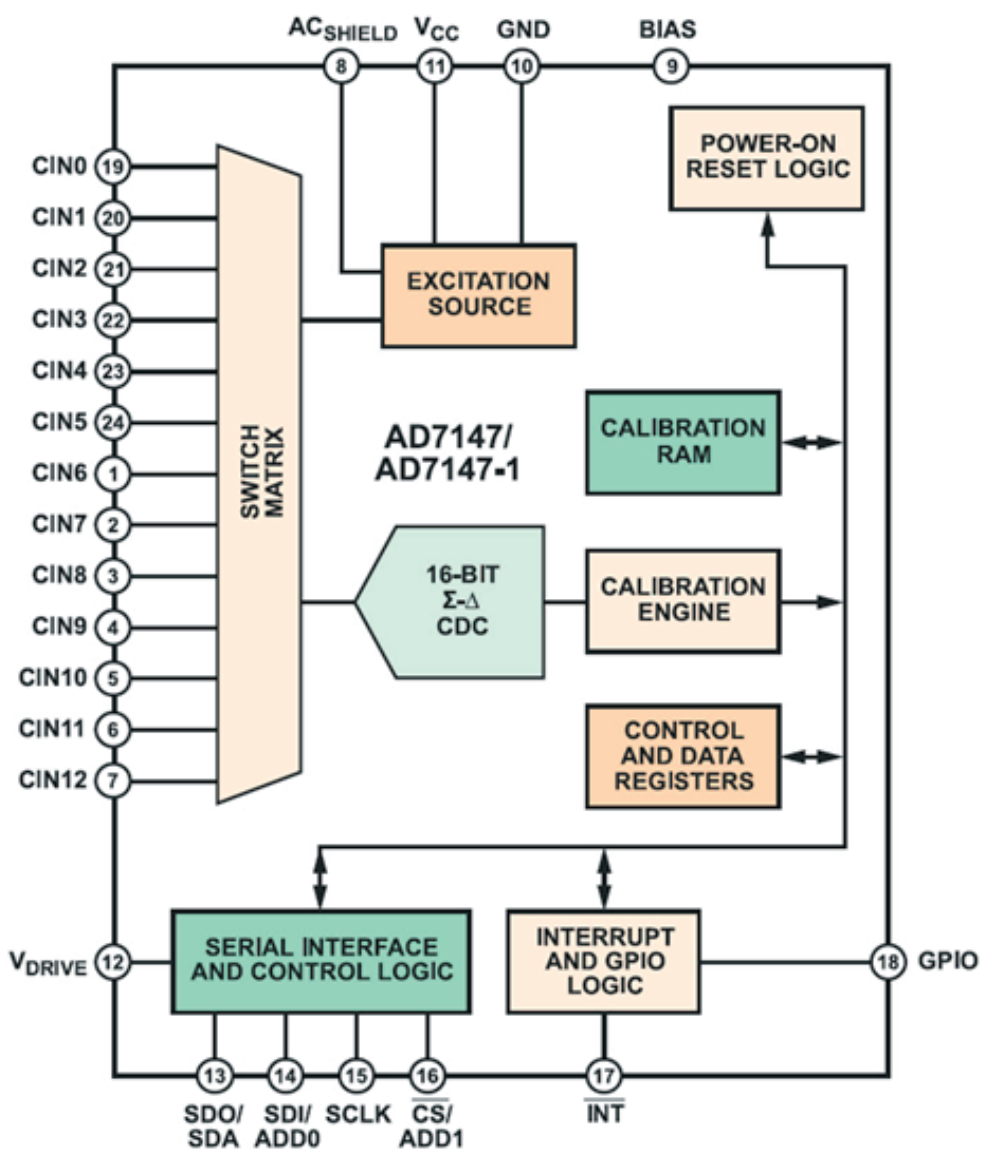 ACSHIELD VCC GND BIAS
8 11 10 9
POWER-ON
RESET LOGIC
CIN0 19
CIN1 20
CIN2 21
CIN3 22
CIN4 23
CIN5 24
CIN6 1
CIN7 2
CIN8 3
CIN9 4
CIN10 5
CIN11 6
CIN12 7
SWITCH
MATRIX
EXCITATION
SOURCE
AD7147/
AD7147-1
CALIBRATION
RAM
16-BIT
Σ-Δ
CDC
CALIBRATION
ENGINE
CONTROL
AND DATA
REGISTERS
VDRIVE 12
SERIAL INTERFACE
AND CONTROL LOGIC
INTERRUPT
AND GPIO
LOGIC
18 GPIO
13 14 15 16 17
SDO/
SDA
SDI/
ADD0
SCLK
CS/
ADD1
INT